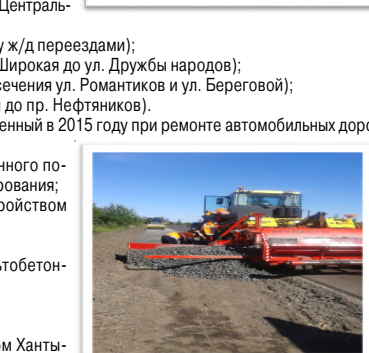 Централь-
у ж/д переездами);
Широкая до ул. Дружбы народов);
сечения ул. Романтиков и ул. Береговой);
до пр. Нефтяников).
енный в 2015 году при ремонте автомобильных доро
нного по-
рования;
ройством
ьтобетон-
ом Ханты-